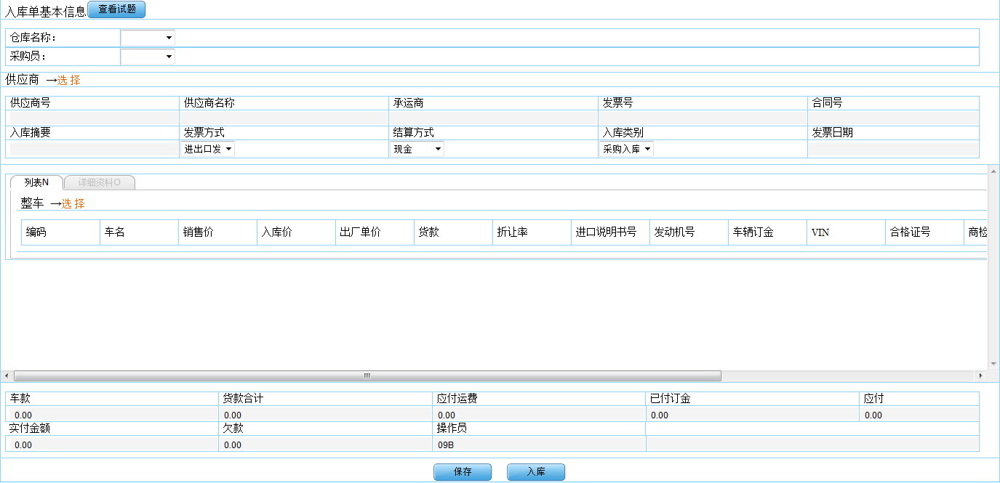 入库单基本信息 查看试题
仓库名称：
采购员：
供应商 →选 择
供应商号 供应商名称 承运商 发票号 合同号
入库摘要 发票方式 结算方式 入库类别 发票日期
进出口发 现金 采购入库
列表N 详细资料O
整车 →选 择
编码 车名 销售价 入库价 出厂单价 货款 折让率 进口说明书号 发动机号 车辆订金 VIN 合格证号 商检
车款 货款合计 应付运费 已付订金 应付
0.00 0.00 0.00 0.00 0.00
实付金额 欠款 操作员
0.00 0.00 09B
保存 入库